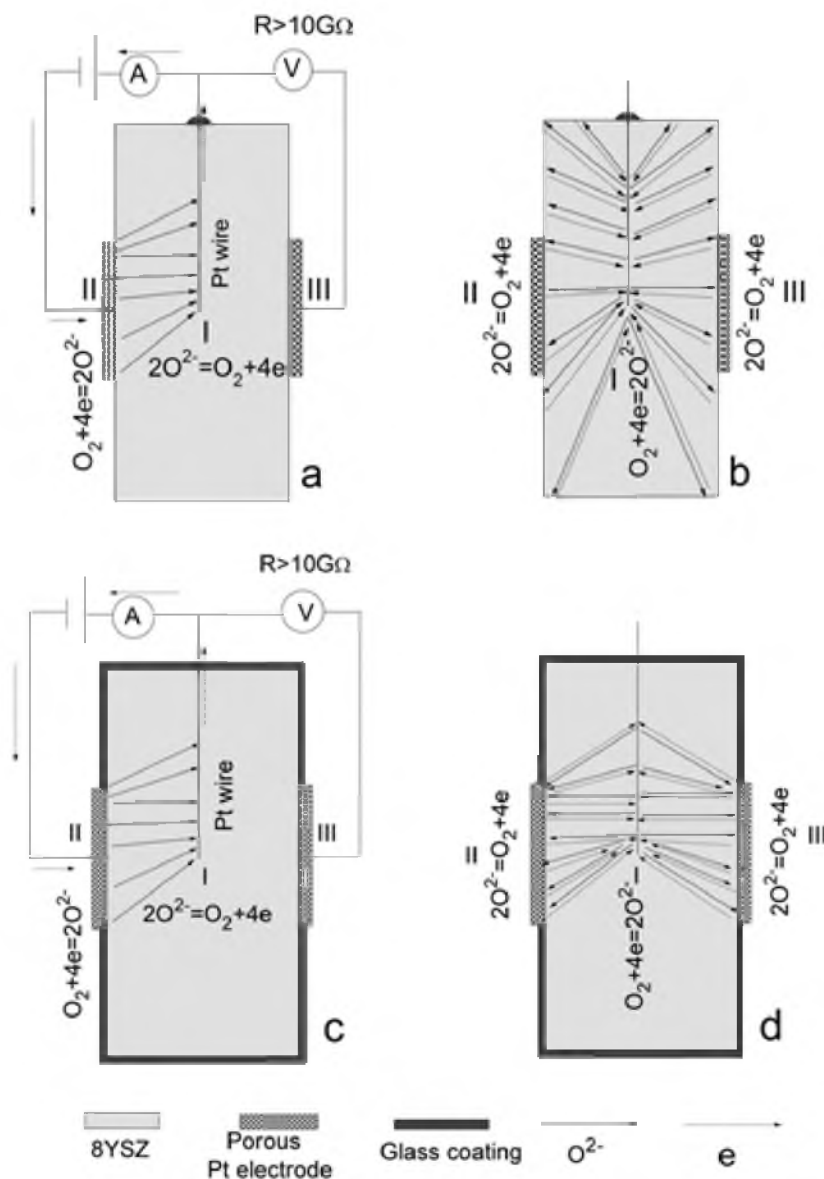 R>10GΩ
A
V
II
Pt wire
III
I
2O²⁻=O₂+4e
O₂+4e=2O²⁻
a
II
2O²⁻=O₂+4e
I
O₂+4e=2O²⁻
2O²⁻=O₂+4e
III
b
R>10GΩ
A
V
II
Pt wire
III
I
2O²⁻=O₂+4e
O₂+4e=2O²⁻
c
II
2O²⁻=O₂+4e
I
O₂+4e=2O²⁻
2O²⁻=O₂+4e
III
d
8YSZ
Porous
Pt electrode
Glass coating
O²⁻
e